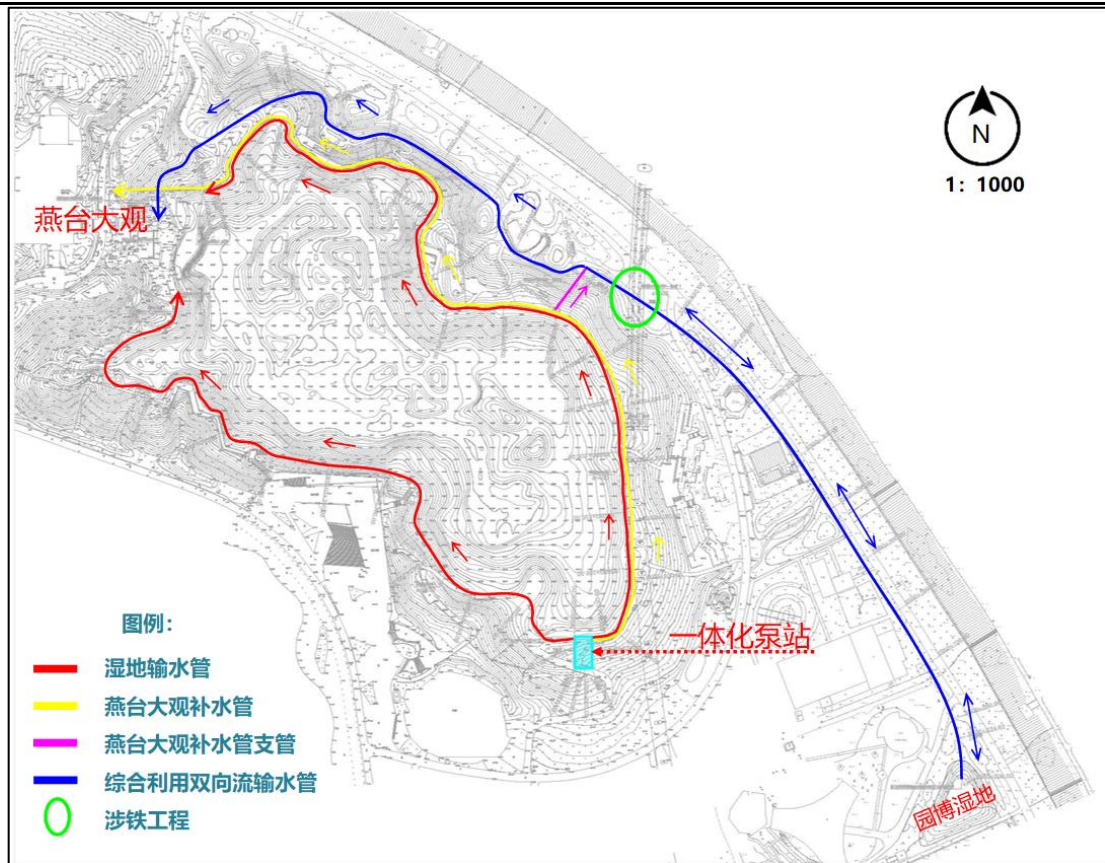 N
1：1000
燕台大观
一体化泵站
图例：
湿地输水管
燕台大观补水管
燕台大观补水管支管
综合利用双向流输水管
涉铁工程
园博湿地